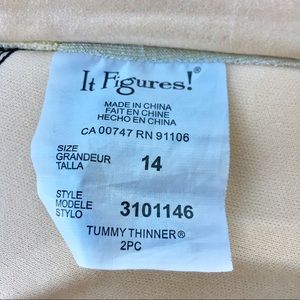 It Figures!®
MADE IN CHINA
FAIT EN CHINE
HECHO EN CHINA
CA 00747 RN 91106
SIZE
GRANDEUR
TALLA
14
STYLE
MODELE
STYLO
3101146
TUMMY THINNER®
2PC